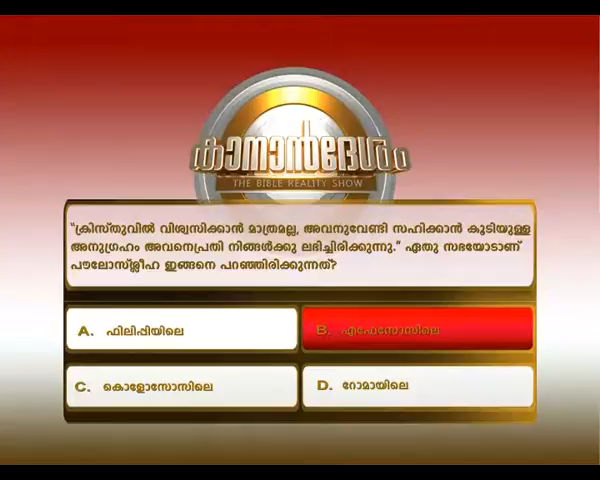 കാനാൻദേശം
THE BIBLE REALITY SHOW
"ക്രിസ്തുവിൽ വിശ്വസിക്കാൻ മാത്രമല്ല, അവനുവേണ്ടി സഹിക്കാൻ കൂടിയുള്ള
അനുഗ്രഹം അവനെപ്രതി നിങ്ങൾക്കു ലഭിച്ചിരിക്കുന്നു." ഏതു സഭയോടാണ്
പൗലോസ്ശ്ലീഹ ഇങ്ങനെ പറഞ്ഞിരിക്കുന്നത്?
A. ഫിലിപ്പിയിലെ
B. എഫേസോസിലെ
C. കൊളോസോസിലെ
D. റോമായിലെ